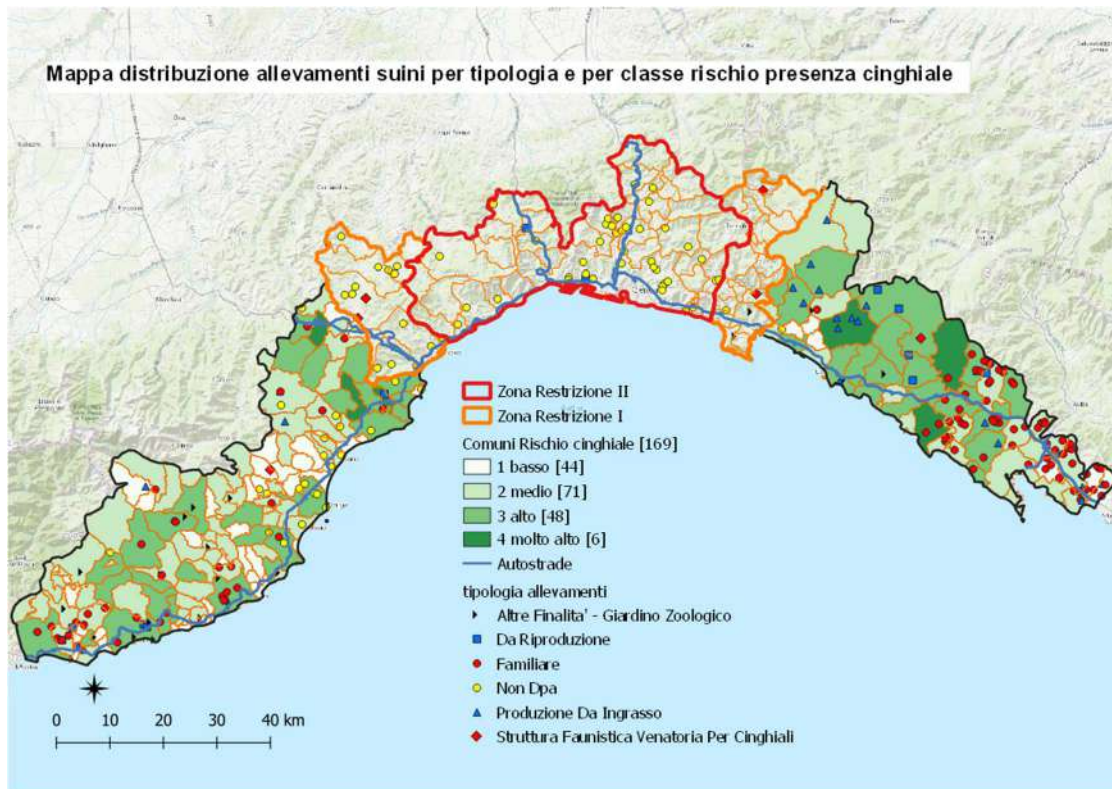 Mappa distribuzione allevamenti suini per tipologia e per classe rischio presenza cinghiale
Zona Restrizione II
Zona Restrizione I
Comuni Rischio cinghiale [169]
1 basso [44]
2 medio [71]
3 alto [48]
4 molto alto [6]
Autostrade
tipologia allevamenti
Altre Finalita' - Giardino Zoologico
Da Riproduzione
Familiare
Non Dpa
Produzione Da Ingrasso
Struttura Faunistica Venatoria Per Cinghiali
0 10 20 30 40 km